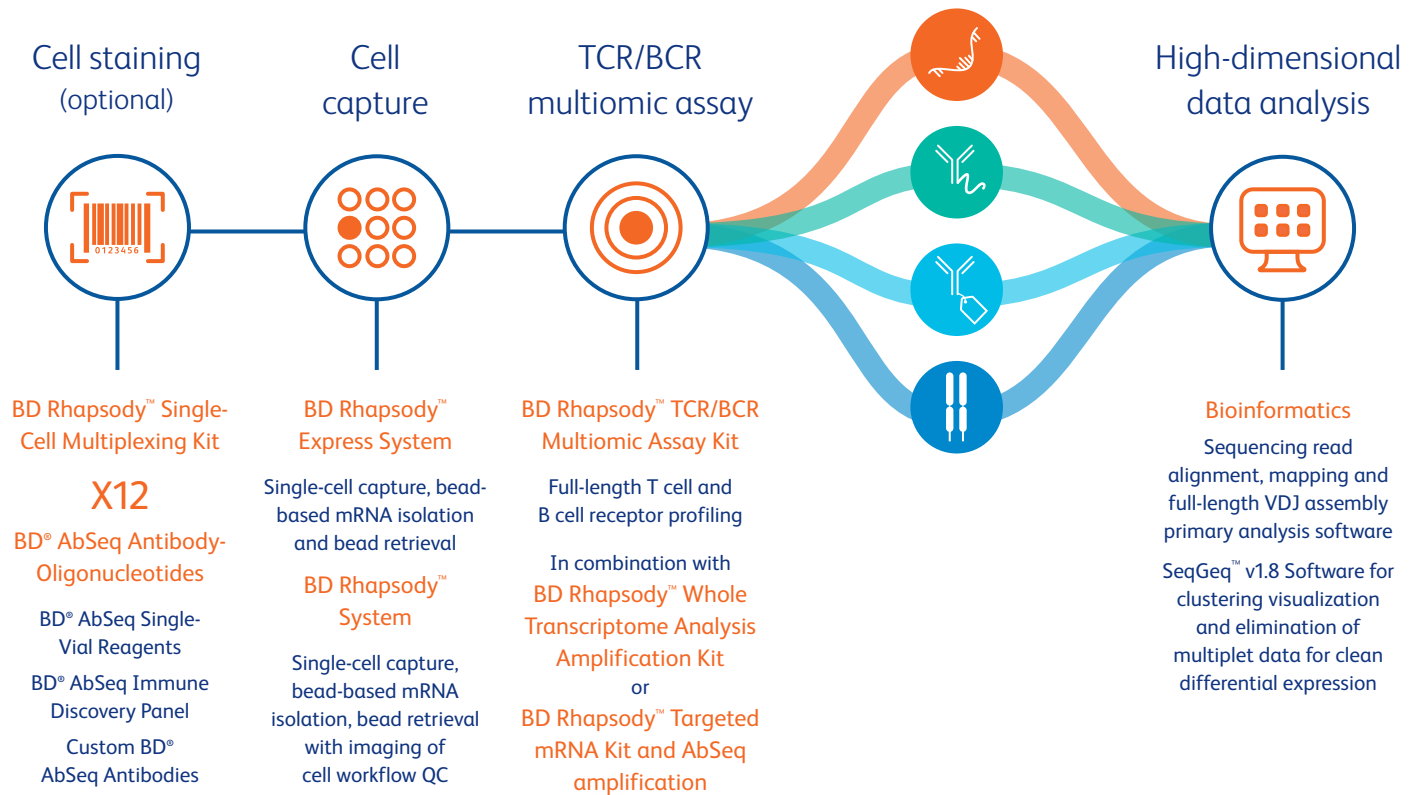 Cell staining
(optional)
0123456
BD Rhapsody™ Single-
Cell Multiplexing Kit
X12
BD® AbSeq Antibody-
Oligonucleotides
BD® AbSeq Single-
Vial Reagents
BD® AbSeq Immune
Discovery Panel
Custom BD®
AbSeq Antibodies
Cell
capture
BD Rhapsody™
Express System
Single-cell capture, bead-
based mRNA isolation
and bead retrieval
BD Rhapsody™
System
Single-cell capture,
bead-based mRNA
isolation, bead retrieval
with imaging of
cell workflow QC
TCR/BCR
multiomic assay
BD Rhapsody™ TCR/BCR
Multiomic Assay Kit
Full-length T cell and
B cell receptor profiling
In combination with
BD Rhapsody™ Whole
Transcriptome Analysis
Amplification Kit
or
BD Rhapsody™ Targeted
mRNA Kit and AbSeq
amplification
High-dimensional
data analysis
Bioinformatics
Sequencing read
alignment, mapping and
full-length VDJ assembly
primary analysis software
SeqGeq™ v1.8 Software for
clustering visualization
and elimination of
multiplet data for clean
differential expression